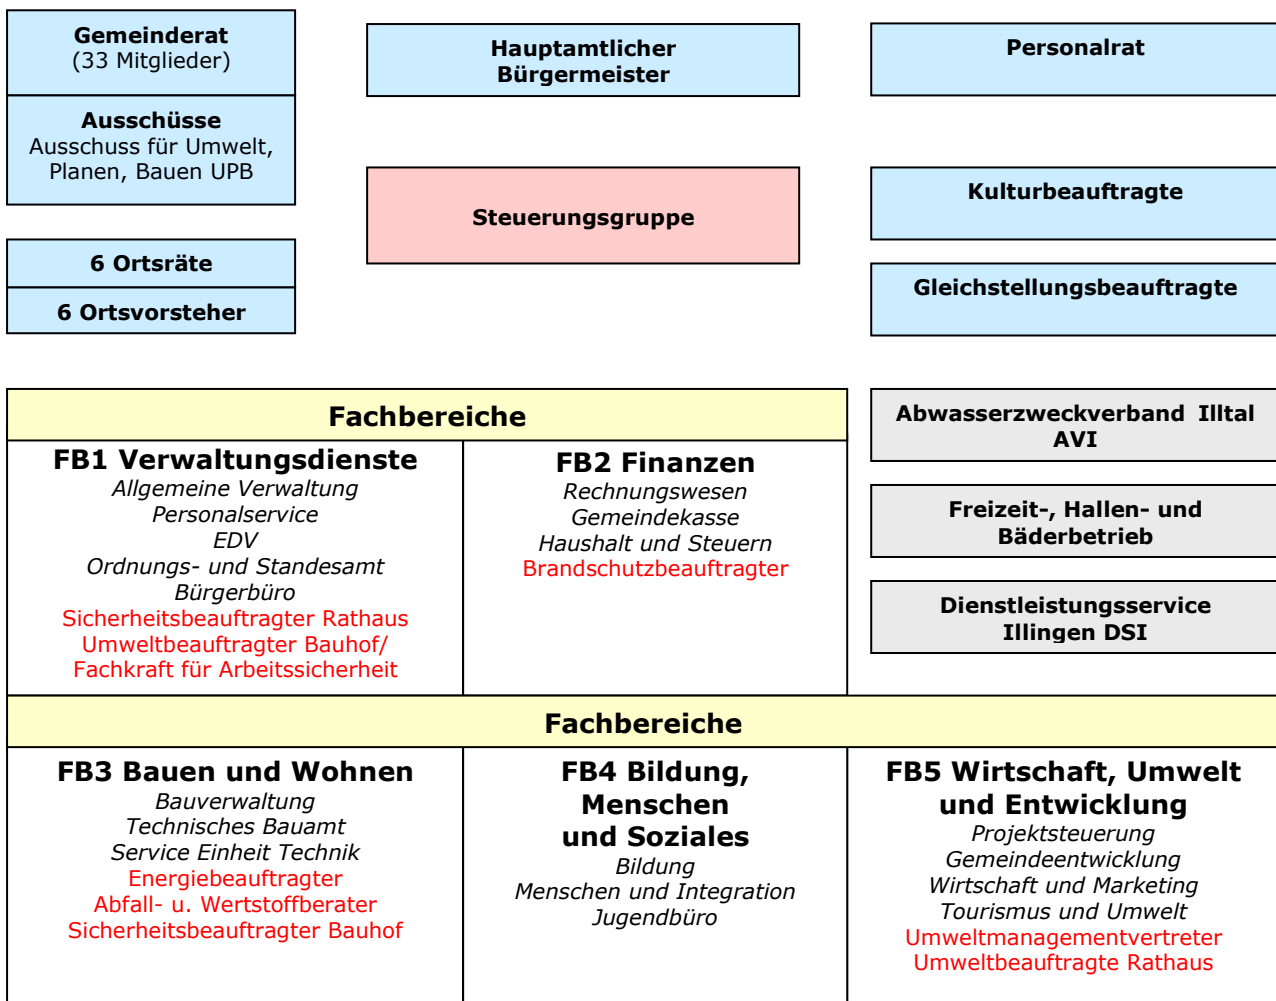 Gemeinderat
(33 Mitglieder)
Ausschüsse
Ausschuss für Umwelt,
Planen, Bauen UPB
6 Ortsräte
6 Ortsvorsteher
Hauptamtlicher
Bürgermeister
Steuerungsgruppe
Personalrat
Kulturbeauftragte
Gleichstellungsbeauftragte
Abwasserzweckverband Illtal
AVI
Freizeit-, Hallen- und
Bäderbetrieb
Dienstleistungsservice
Illingen DSI
Fachbereiche
FB1 Verwaltungsdienste
Allgemeine Verwaltung
Personalservice
EDV
Ordnungs- und Standesamt
Bürgerbüro
Sicherheitsbeauftragter Rathaus
Umweltbeauftragter Bauhof/
Fachkraft für Arbeitssicherheit
FB2 Finanzen
Rechnungswesen
Gemeindekasse
Haushalt und Steuern
Brandschutzbeauftragter
Fachbereiche
FB3 Bauen und Wohnen
Bauverwaltung
Technisches Bauamt
Service Einheit Technik
Energiebeauftragter
Abfall- u. Wertstoffberater
Sicherheitsbeauftragter Bauhof
FB4 Bildung,
Menschen
und Soziales
Bildung
Menschen und Integration
Jugendbüro
FB5 Wirtschaft, Umwelt
und Entwicklung
Projektsteuerung
Gemeindeentwicklung
Wirtschaft und Marketing
Tourismus und Umwelt
Umweltmanagementvertreter
Umweltbeauftragte Rathaus